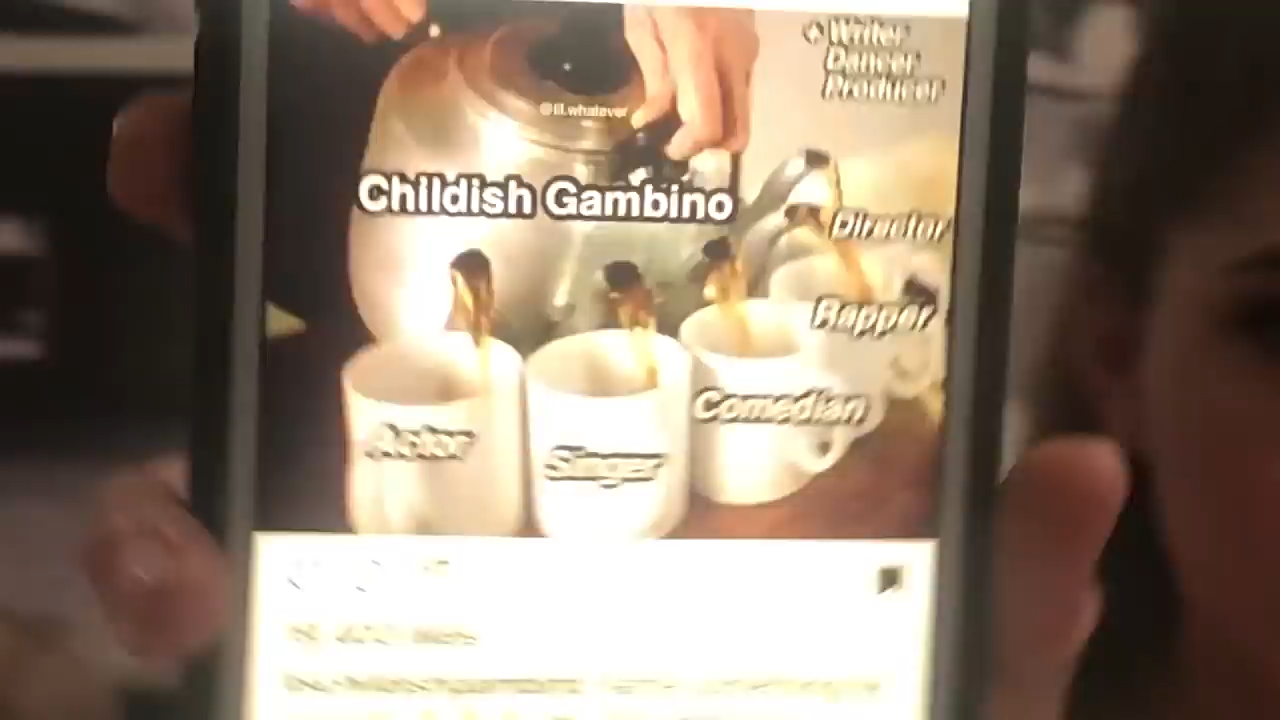 + Writer
Dancer
Producer
@lil.whatever
Childish Gambino
Director
Rapper
Comedian
Actor
Singer